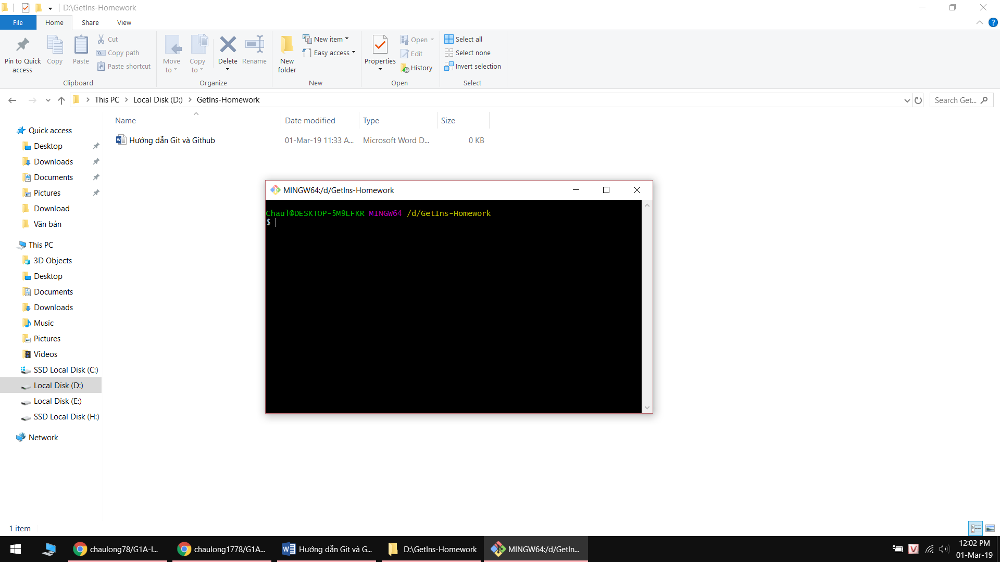 D:\GetIns-Homework
File Home Share View
Pin to Quick access
Copy
Paste
Cut
Copy path
Paste shortcut
Clipboard
Move to
Copy to
Delete
Rename
Organize
New folder
New item
Easy access
New
Properties
Open
Edit
History
Open
Select all
Select none
Invert selection
Select
This PC > Local Disk (D:) > GetIns-Homework
Search Get...
Name Date modified Type Size
Hướng dẫn Git và Github 01-Mar-19 11:33 A... Microsoft Word D... 0 KB
Quick access
Desktop
Downloads
Documents
Pictures
Download
Văn bản
This PC
3D Objects
Desktop
Documents
Downloads
Music
Pictures
Videos
SSD Local Disk (C:)
Local Disk (D:)
Local Disk (E:)
SSD Local Disk (H:)
Network
MINGW64:/d/GetIns-Homework
Chaul@DESKTOP-5M9LFKR MINGW64 /d/GetIns-Homework
$
1 item
chaulong78/G1A-I...
chaulong1778/G1A...
Hướng dẫn Git và G...
D:\GetIns-Homework
MINGW64:/d/GetIn...
12:02 PM
01-Mar-19